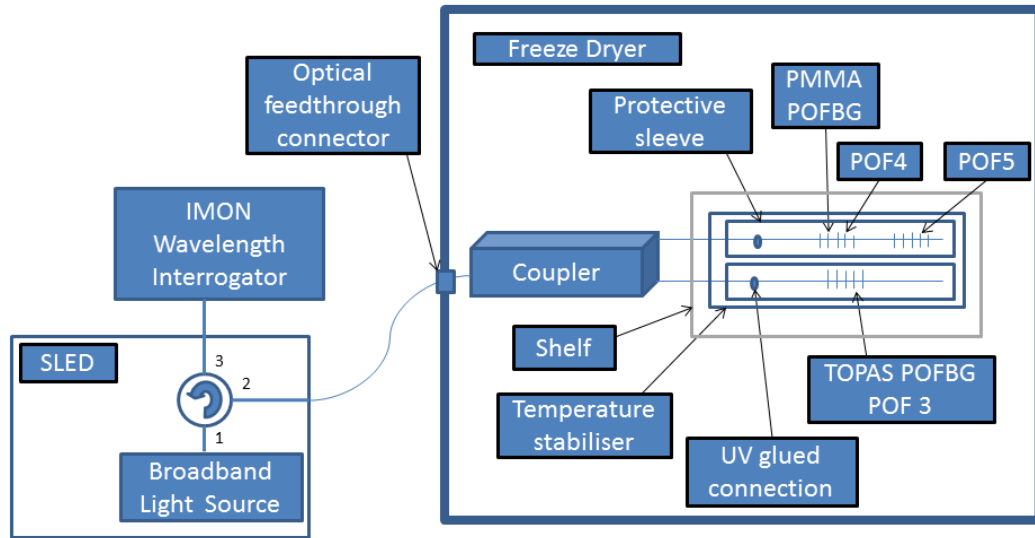 Freeze Dryer
Optical
feedthrough
connector
PMMA
POFBG
Protective
sleeve
POF4
POF5
IMON
Wavelength
Interrogator
Coupler
SLED
3
2
1
Shelf
TOPAS POFBG
POF 3
Temperature
stabiliser
UV glued
connection
Broadband
Light Source